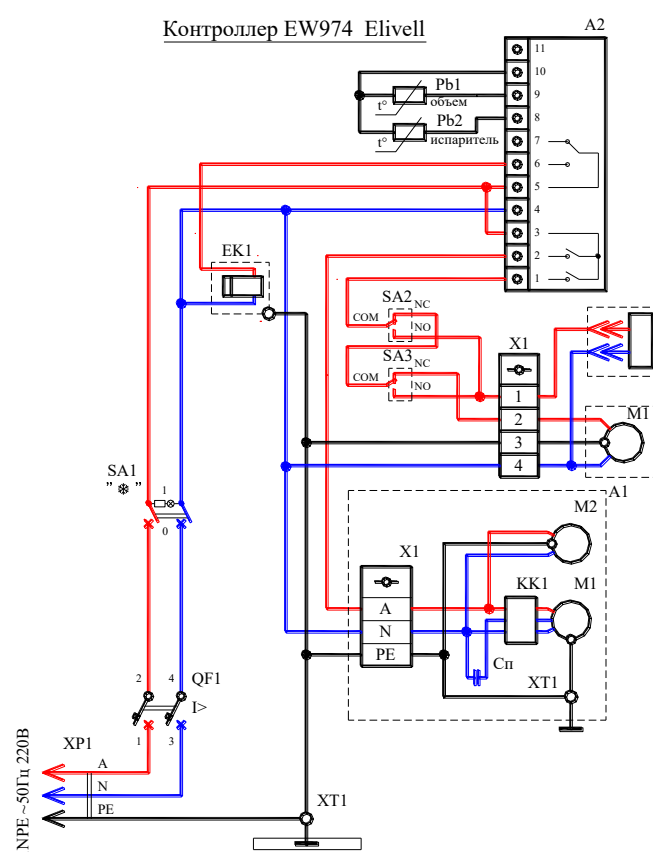 Контроллер EW974 Elivell
A2
11
10
Pb1
t°
объем
9
Pb2
t°
испаритель
8
7
6
5
4
3
2
1
EK1
SA2
NC
COM
NO
SA3
NC
COM
NO
X1
1
2
3
4
M1
SA1
" ❄ "
1
0
A1
M2
X1
A
N
PE
KK1
M1
Сп
XT1
2
4
QF1
I>
1
3
XP1
A
N
PE
NPE ~50Гц 220В
XT1